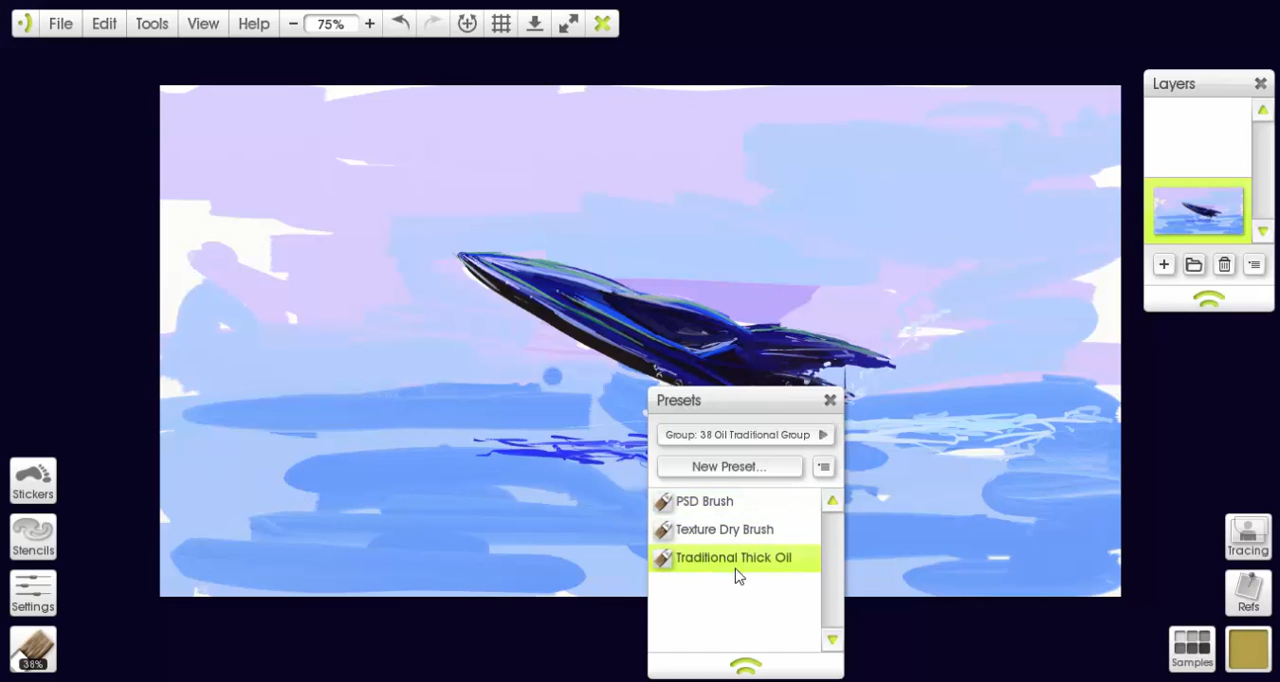 File Edit Tools View Help 75%
Layers
Presets
Group: 38 Oil Traditional Group
New Preset...
PSD Brush
Texture Dry Brush
Traditional Thick Oil
Stickers
Stencils
Settings
38%
Tracing
Refs
Samples